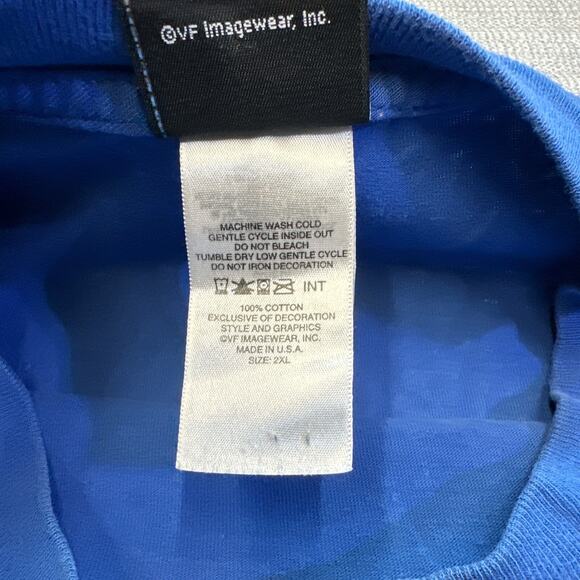 ©VF Imagewear, Inc.
MACHINE WASH COLD
GENTLE CYCLE INSIDE OUT
DO NOT BLEACH
TUMBLE DRY LOW GENTLE CYCLE
DO NOT IRON DECORATION
INT
100% COTTON
EXCLUSIVE OF DECORATION
STYLE AND GRAPHICS
©VF IMAGEWEAR, INC.
MADE IN U.S.A.
SIZE: 2XL